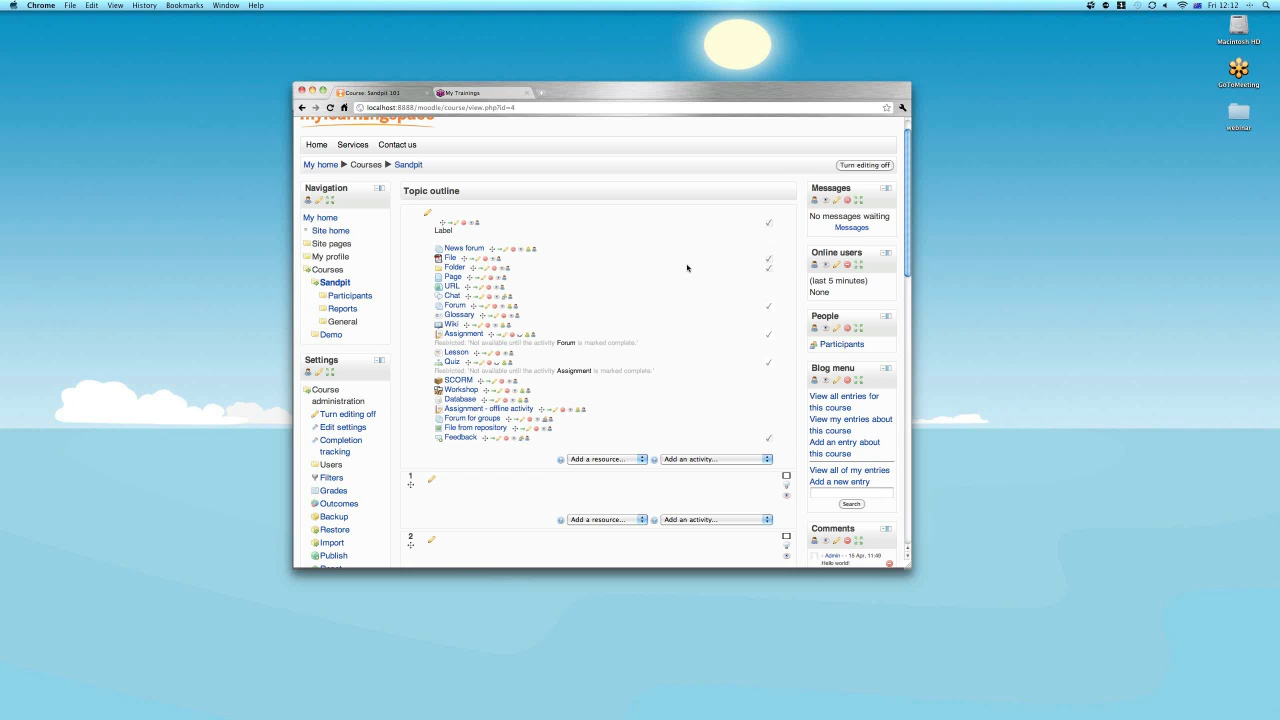 Chrome File Edit View History Bookmarks Window Help
Fri 12:12
Macintosh HD
GoToMeeting
webinar
Course: Sandpit 101
My Trainings
localhost:8888/moodle/course/view.php?id=4
mylearningspace
Home Services Contact us
My home ▶ Courses ▶ Sandpit
Turn editing off
Navigation
My home
Site home
Site pages
My profile
Courses
Sandpit
Participants
Reports
General
Demo
Settings
Course administration
Turn editing off
Edit settings
Completion tracking
Users
Filters
Grades
Outcomes
Backup
Restore
Import
Publish
Topic outline
Label
News forum
File
Folder
Page
URL
Chat
Forum
Glossary
Wiki
Assignment
Restricted: 'Not available until the activity Forum is marked complete.'
Lesson
Quiz
Restricted: 'Not available until the activity Assignment is marked complete.'
SCORM
Workshop
Database
Assignment - offline activity
Forum for groups
File from repository
Feedback
Add a resource... Add an activity...
1
Add a resource... Add an activity...
2
Messages
No messages waiting
Messages
Online users
(last 5 minutes)
None
People
Participants
Blog menu
View all entries for
this course
View my entries about
this course
Add an entry about
this course
View all of my entries
Add a new entry
Search
Comments
- Admin - - 15 Apr, 11:49
Hello world!